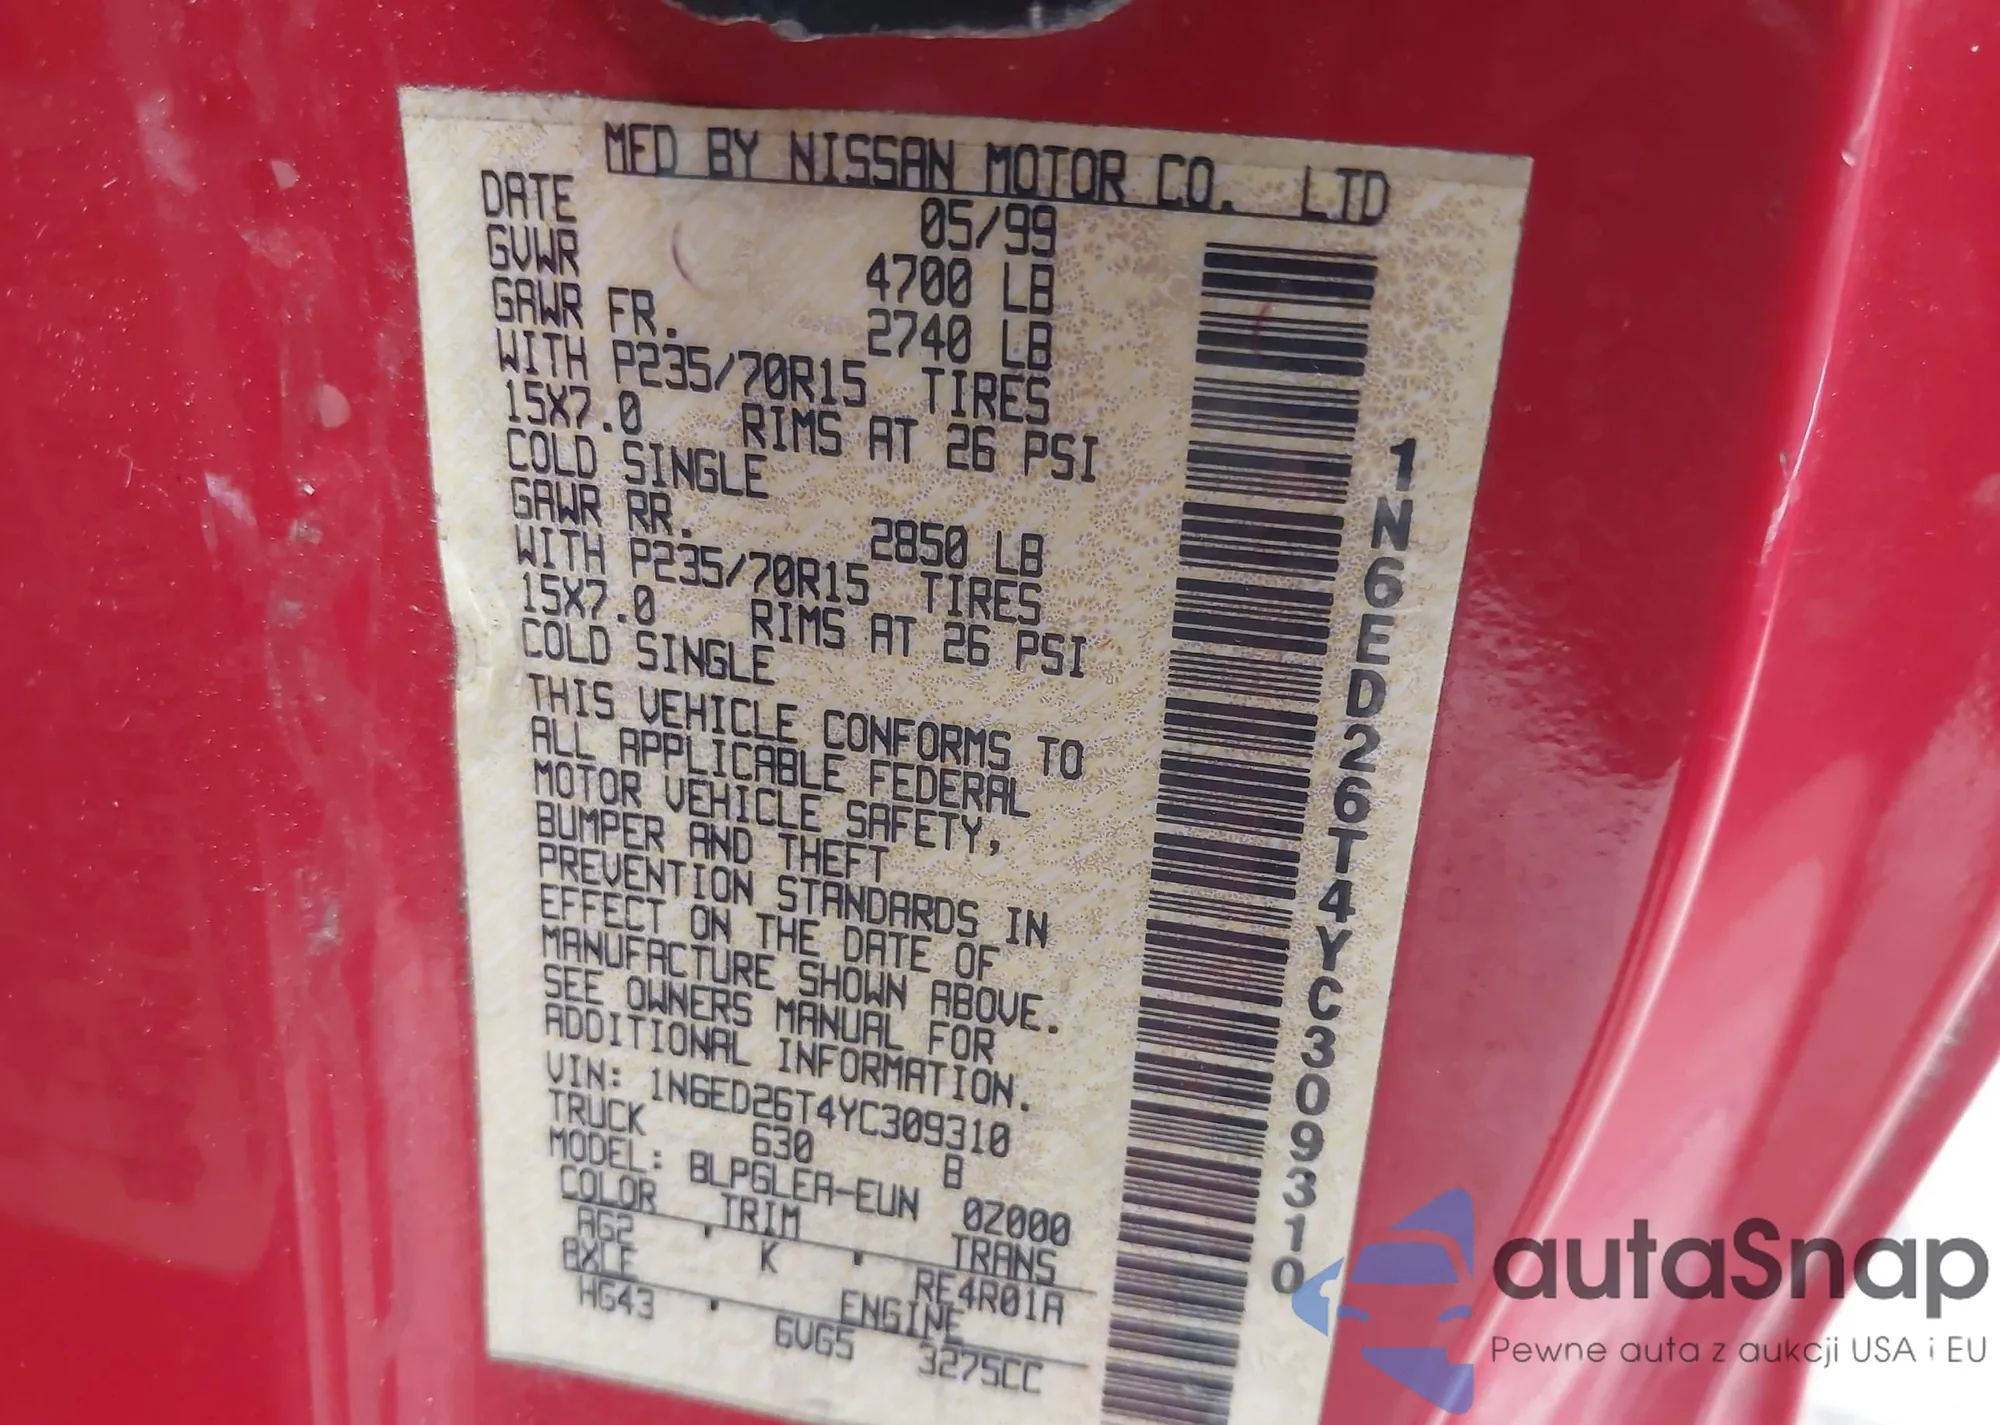 MFD BY NISSAN MOTOR CO. LTD
DATE 05/99
GVWR 4700 LB
GAWR FR. 2740 LB
WITH P235/70R15 TIRES
15X7.0 RIMS AT 26 PSI
COLD SINGLE
GAWR RR. 2850 LB
WITH P235/70R15 TIRES
15X7.0 RIMS AT 26 PSI
COLD SINGLE
THIS VEHICLE CONFORMS TO
ALL APPLICABLE FEDERAL
MOTOR VEHICLE SAFETY,
BUMPER AND THEFT
PREVENTION STANDARDS IN
EFFECT ON THE DATE OF
MANUFACTURE SHOWN ABOVE.
SEE OWNERS MANUAL FOR
ADDITIONAL INFORMATION.
VIN: 1N6ED26T4YC309310
TRUCK 630 B
MODEL: BLPGLEA-EUN 0Z000
COLOR TRIM TRANS
AG2 K RE4R01A
AXLE ENGINE
HG43 6VG5 3275CC
1N6ED26T4YC309310
autaSnap
Pewne auta z aukcji USA i EU